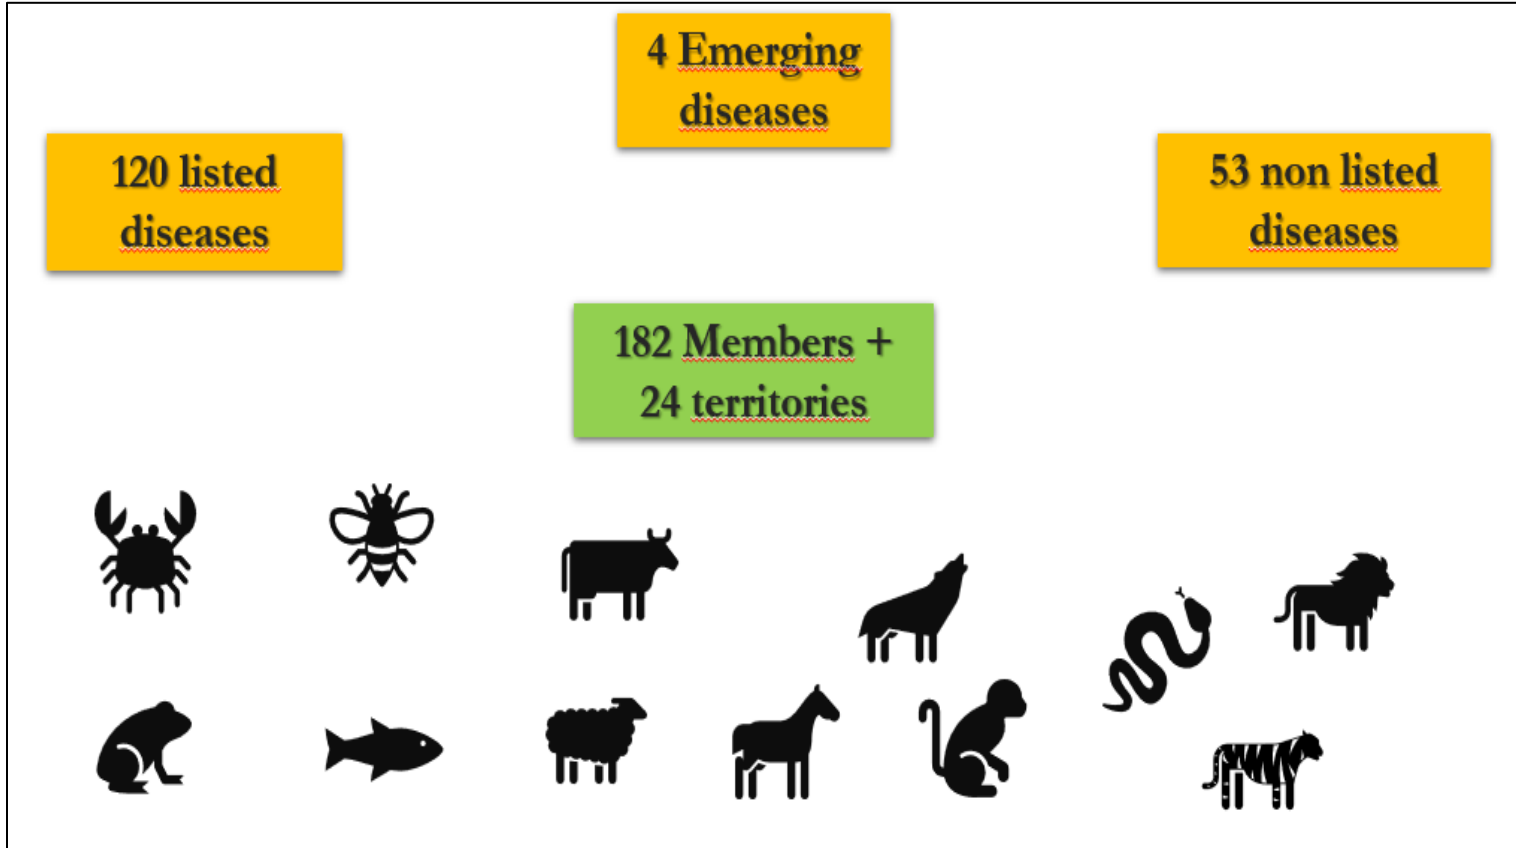 4 Emerging
diseases
120 listed
diseases
53 non listed
diseases
182 Members +
24 territories